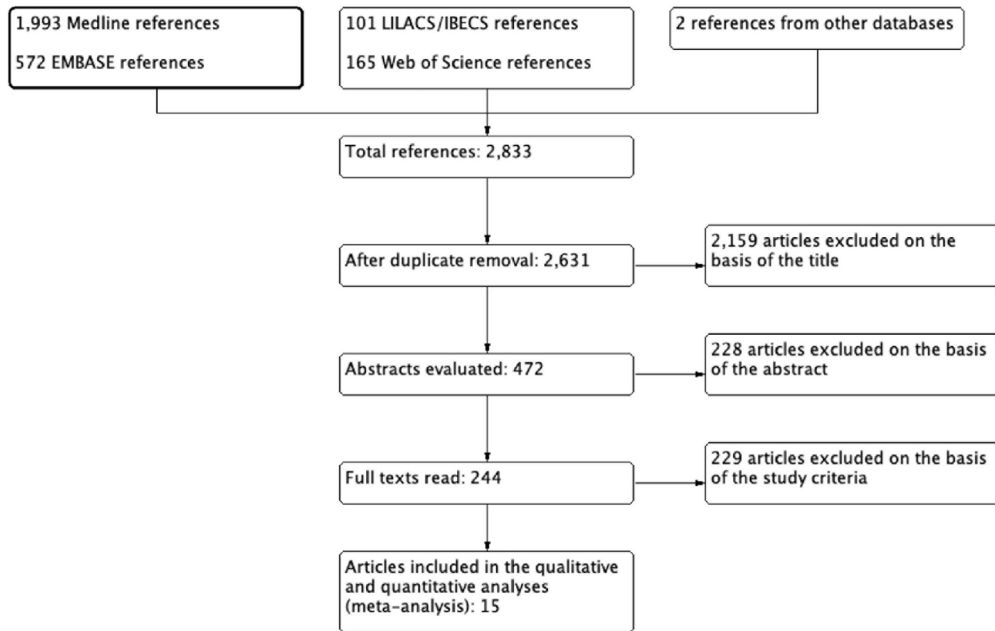 1,993 Medline references
572 EMBASE references
101 LILACS/IBECS references
165 Web of Science references
2 references from other databases
Total references: 2,833
After duplicate removal: 2,631
2,159 articles excluded on the
basis of the title
Abstracts evaluated: 472
228 articles excluded on the basis
of the abstract
Full texts read: 244
229 articles excluded on the basis
of the study criteria
Articles included in the qualitative
and quantitative analyses
(meta-analysis): 15